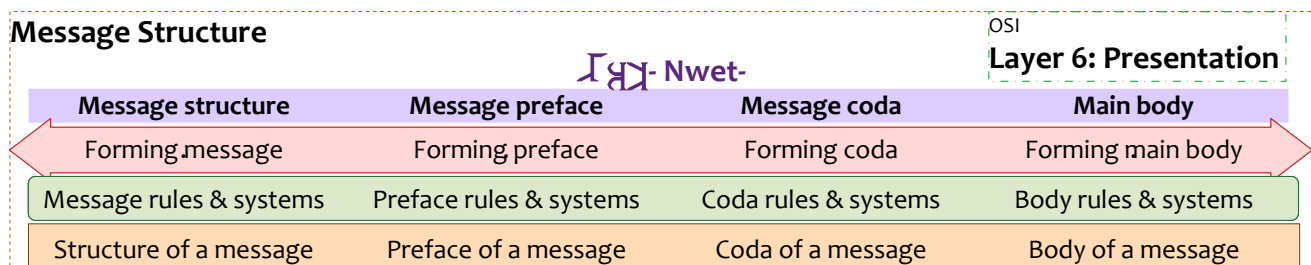 Message Structure
OSI
Layer 6: Presentation
- Nwet-
Message structure Message preface Message coda Main body
Forming message Forming preface Forming coda Forming main body
Message rules & systems Preface rules & systems Coda rules & systems Body rules & systems
Structure of a message Preface of a message Coda of a message Body of a message